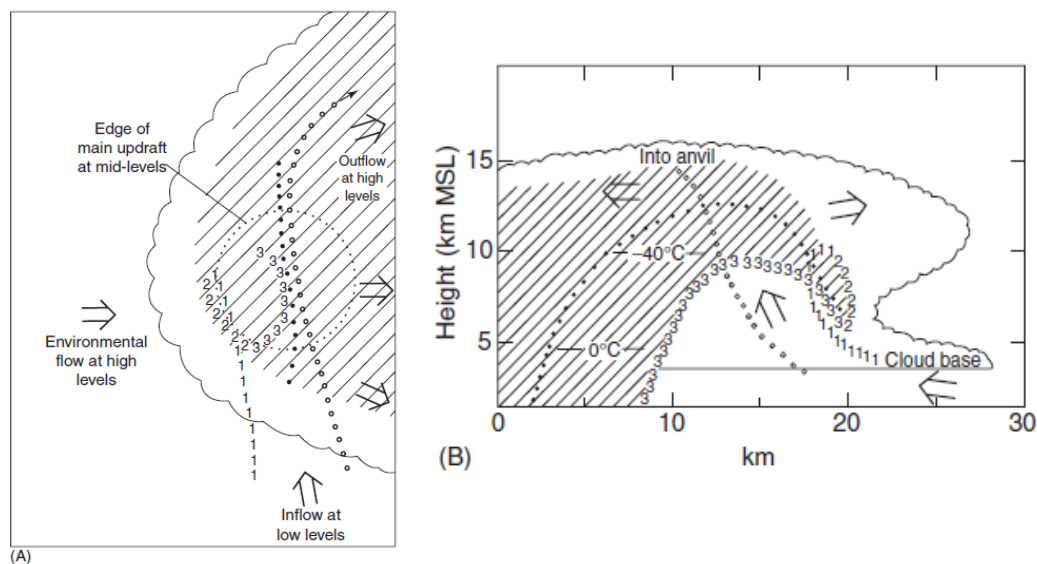 Edge of
main updraft
at mid-levels
Outflow
at high
levels
Environmental
flow at high
levels
Inflow at
low levels
(A)
Height (km MSL)
15
10
5
Into anvil
–40°C
0°C
Cloud base
0
10
20
30
km
(B)